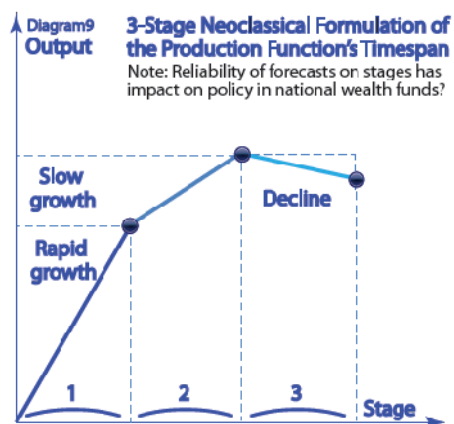 Diagram9
Output
3-Stage Neoclassical Formulation of
the Production Function's Timespan
Note: Reliability of forecasts on stages has
impact on policy in national wealth funds?
Slow
growth
Decline
Rapid
growth
1 2 3
Stage